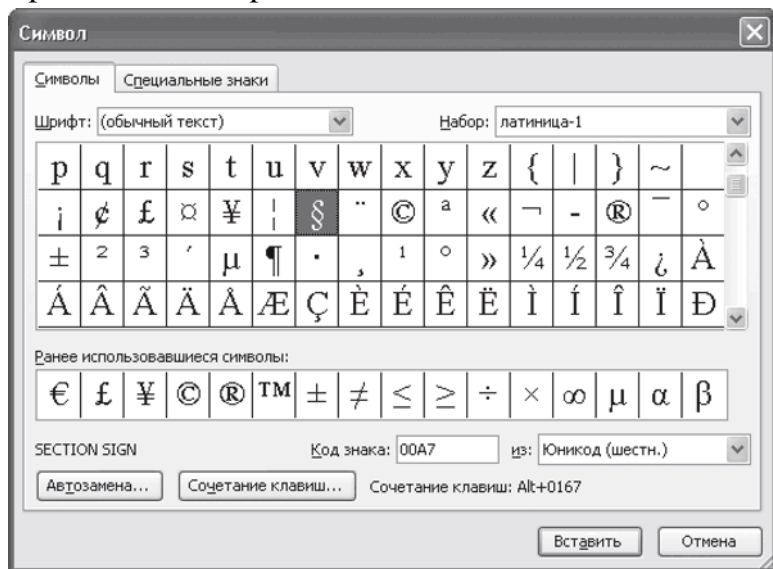 Символ
Символы Специальные знаки
Шрифт: (обычный текст) Набор: латиница-1
p q r s t u v w x y z { | } ~
¡ ¢ £ ¤ ¥ ¦ § ¨ © ª « ¬ - ® ¯ °
± ² ³ ´ µ ¶ · ¸ ¹ º » ¼ ½ ¾ ¿ À
Á Â Ã Ä Å Æ Ç È É Ê Ë Ì Í Î Ï Đ
Ранее использовавшиеся символы:
€ £ ¥ © ® ™ ± ≠ ≤ ≥ ÷ × ∞ µ α β
SECTION SIGN Код знака: 00A7 из: Юникод (шестн.)
Автозамена... Сочетание клавиш... Сочетание клавиш: Alt+0167
Вставить Отмена